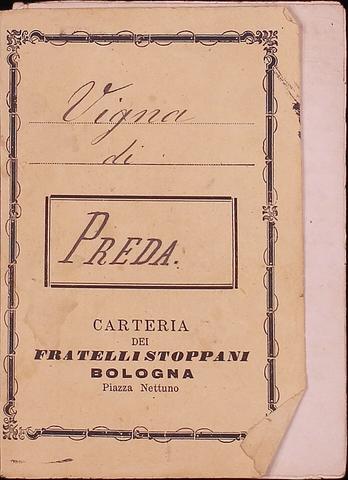 Vigna
di
PREDA.
CARTERIA
DEI
FRATELLI STOPPANI
BOLOGNA
Piazza Nettuno